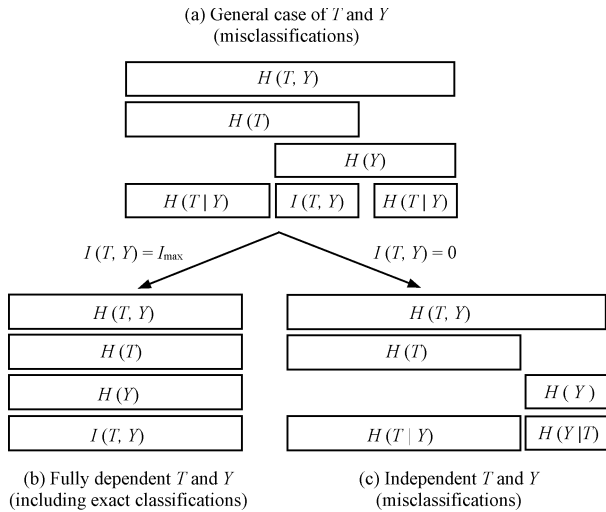 (a) General case of T and Y
(misclassifications)
H (T, Y)
H (T)
H (Y)
H (T | Y)
I (T, Y)
H (T | Y)
I (T, Y) = Imax
I (T, Y) = 0
H (T, Y)
H (T)
H (Y)
I (T, Y)
(b) Fully dependent T and Y
(including exact classifications)
H (T, Y)
H (T)
H ( Y )
H (T | Y)
H (Y |T)
(c) Independent T and Y
(misclassifications)